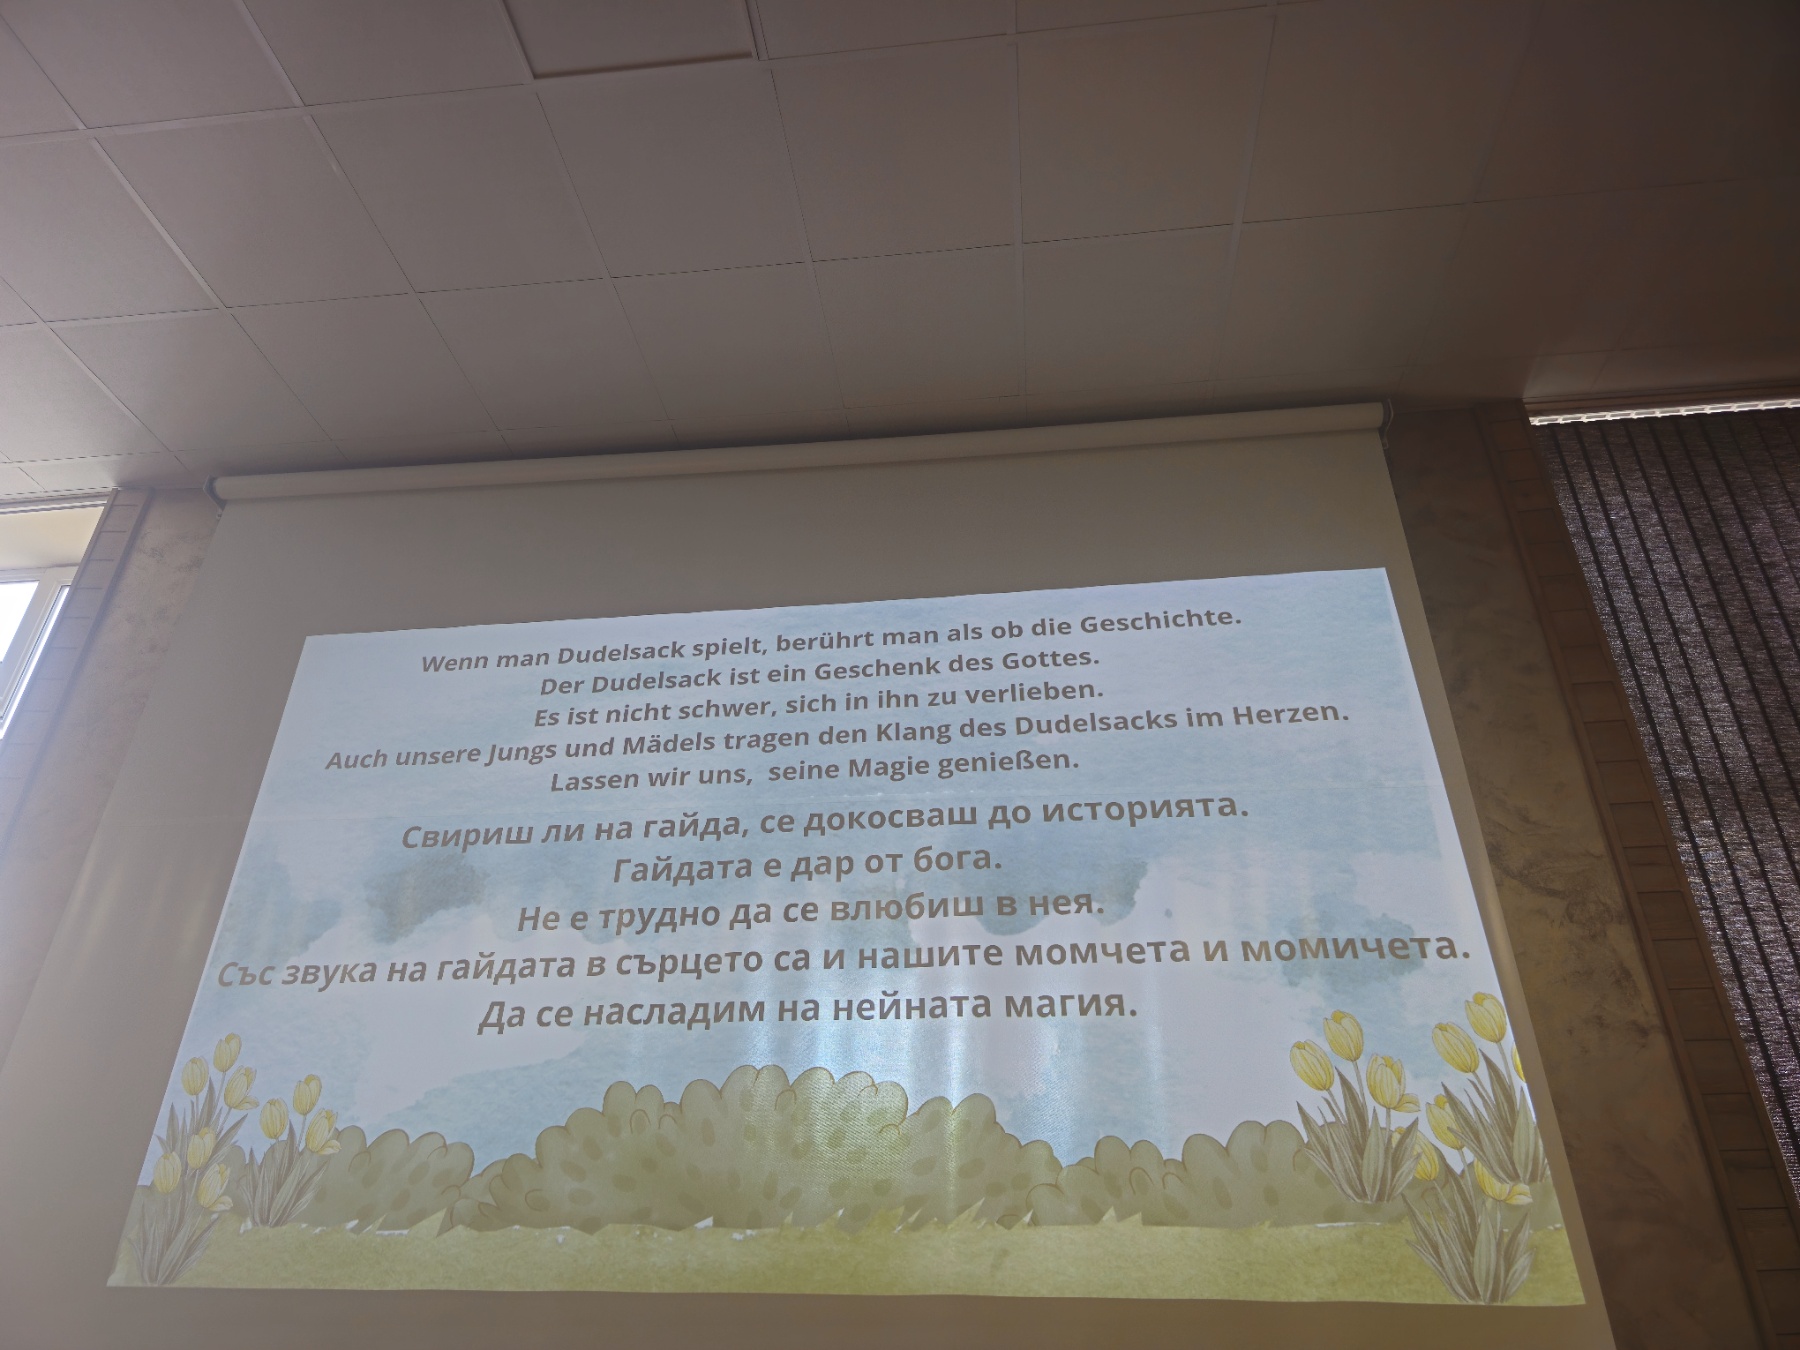 Wenn man Dudelsack spielt, berührt man als ob die Geschichte.
Der Dudelsack ist ein Geschenk des Gottes.
Es ist nicht schwer, sich in ihn zu verlieben.
Auch unsere Jungs und Mädels tragen den Klang des Dudelsacks im Herzen.
Lassen wir uns, seine Magie genießen.
Свириш ли на гайда, се докосваш до историята.
Гайдата е дар от бога.
Не е трудно да се влюбиш в нея.
Със звука на гайдата в сърцето са и нашите момчета и момичета.
Да се насладим на нейната магия.